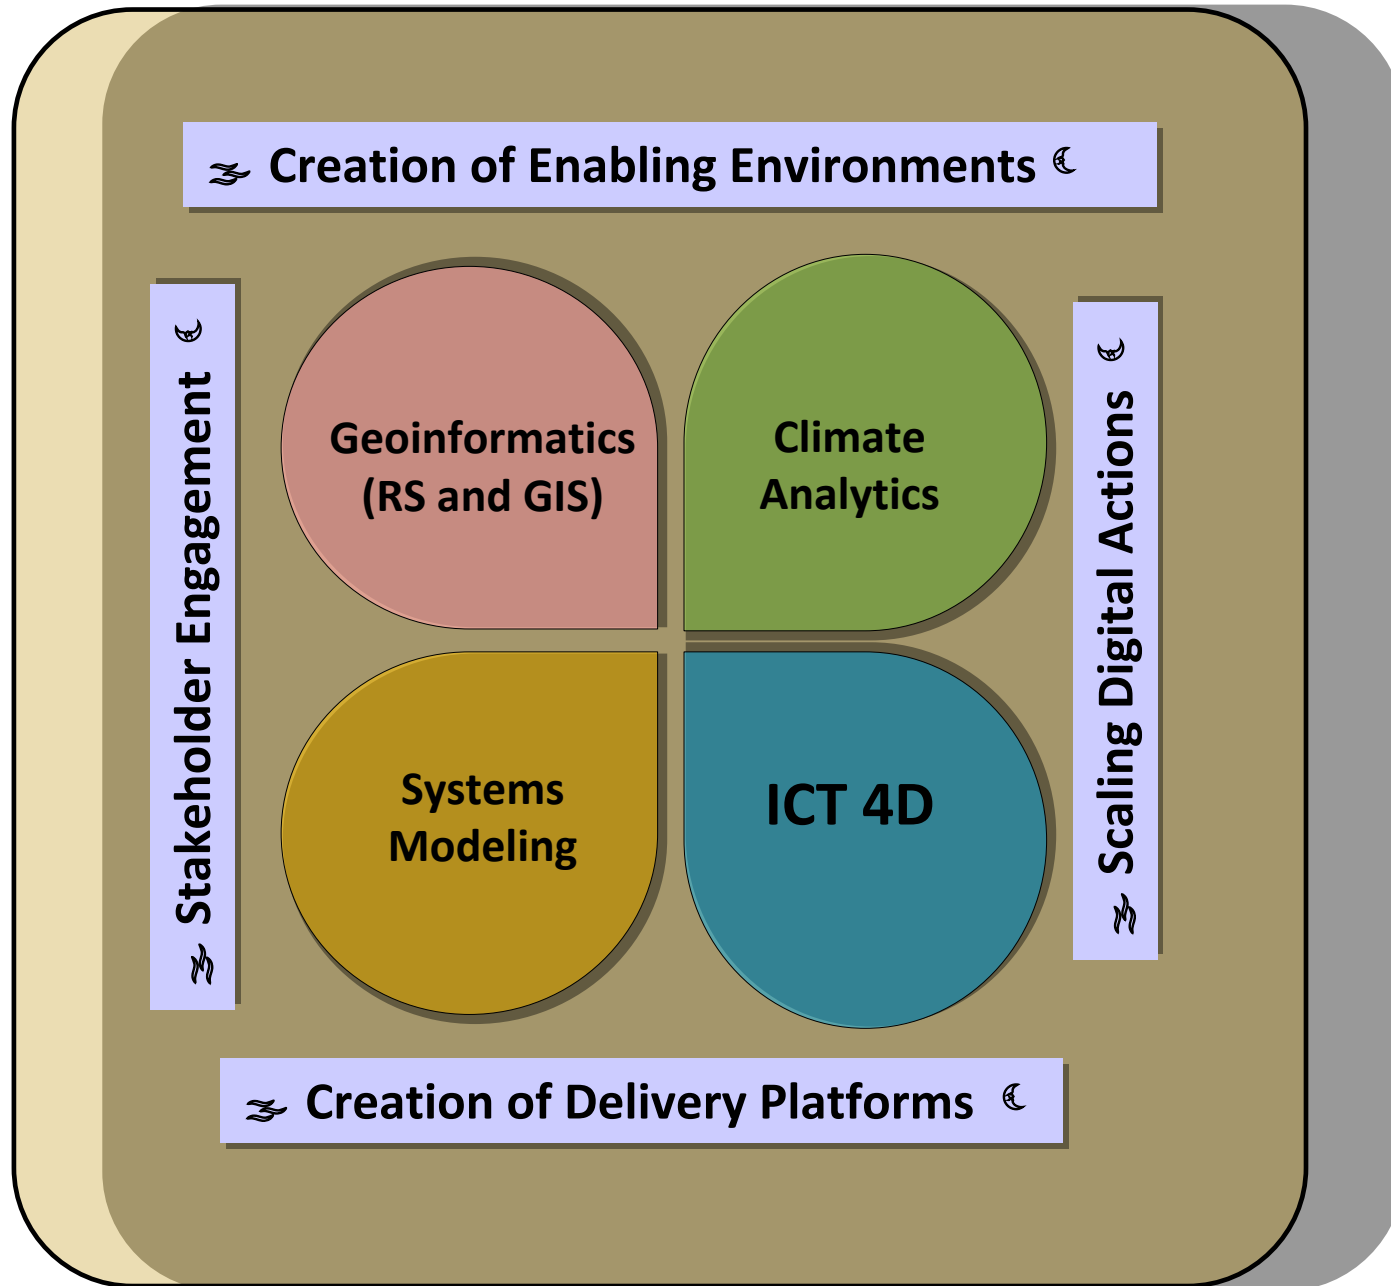 Creation of Enabling Environments
Stakeholder Engagement
Geoinformatics
(RS and GIS)
Climate
Analytics
Scaling Digital Actions
Systems
Modeling
ICT 4D
Creation of Delivery Platforms